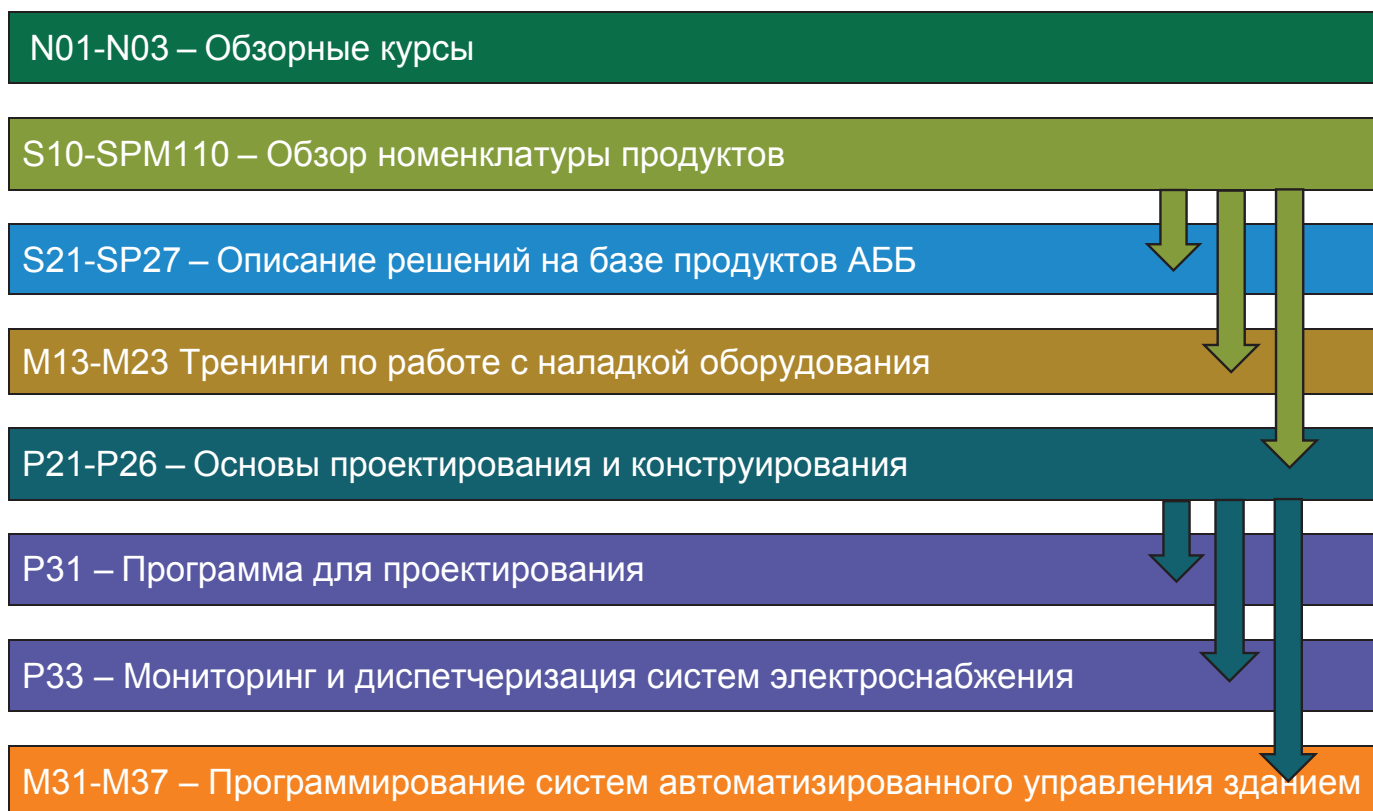 N01-N03 – Обзорные курсы
S10-SPM110 – Обзор номенклатуры продуктов
S21-SP27 – Описание решений на базе продуктов АББ
M13-M23 Тренинги по работе с наладкой оборудования
P21-P26 – Основы проектирования и конструирования
P31 – Программа для проектирования
P33 – Мониторинг и диспетчеризация систем электроснабжения
M31-M37 – Программирование систем автоматизированного управления зданием